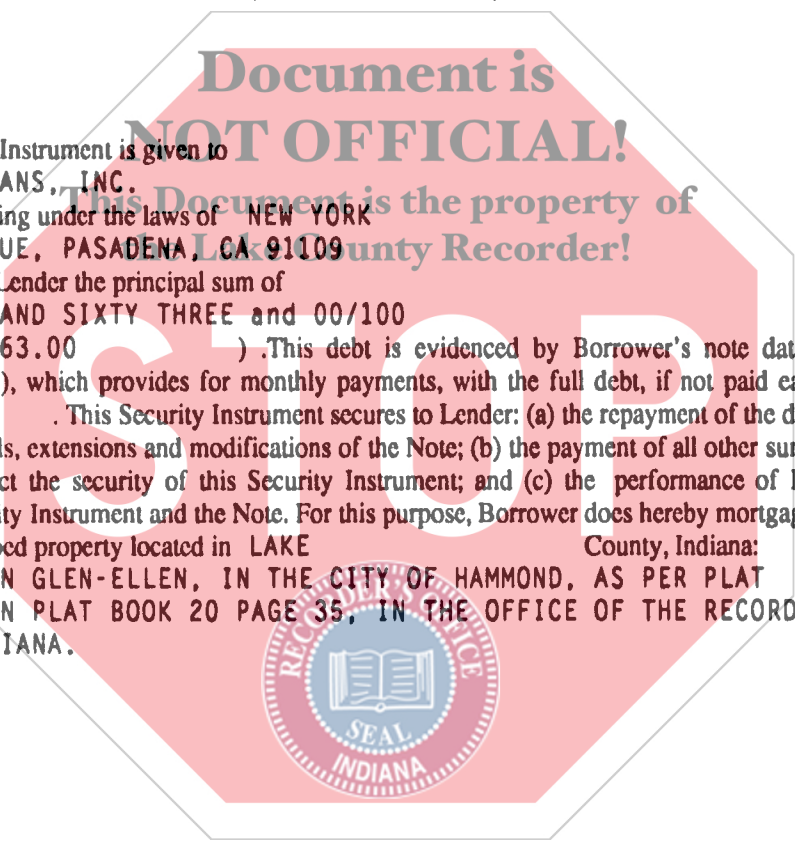 Document is
NOT OFFICIAL!
This Document is the property of
the Lake County Recorder!
STOP
Instrument is given to
ANS, INC.
ing under the laws of NEW YORK
UE, PASADENA, CA 91109
Lender the principal sum of
AND SIXTY THREE and 00/100
63.00 ) .This debt is evidenced by Borrower's note dat
), which provides for monthly payments, with the full debt, if not paid ea
. This Security Instrument secures to Lender: (a) the repayment of the d
ls, extensions and modifications of the Note; (b) the payment of all other sur
ct the security of this Security Instrument; and (c) the performance of
ty Instrument and the Note. For this purpose, Borrower does hereby mortgag
bed property located in LAKE County, Indiana:
N GLEN-ELLEN, IN THE CITY OF HAMMOND, AS PER PLAT
N PLAT BOOK 20 PAGE 35, IN THE OFFICE OF THE RECORD
IANA.
RECORDER'S OFFICE
SEAL
INDIANA